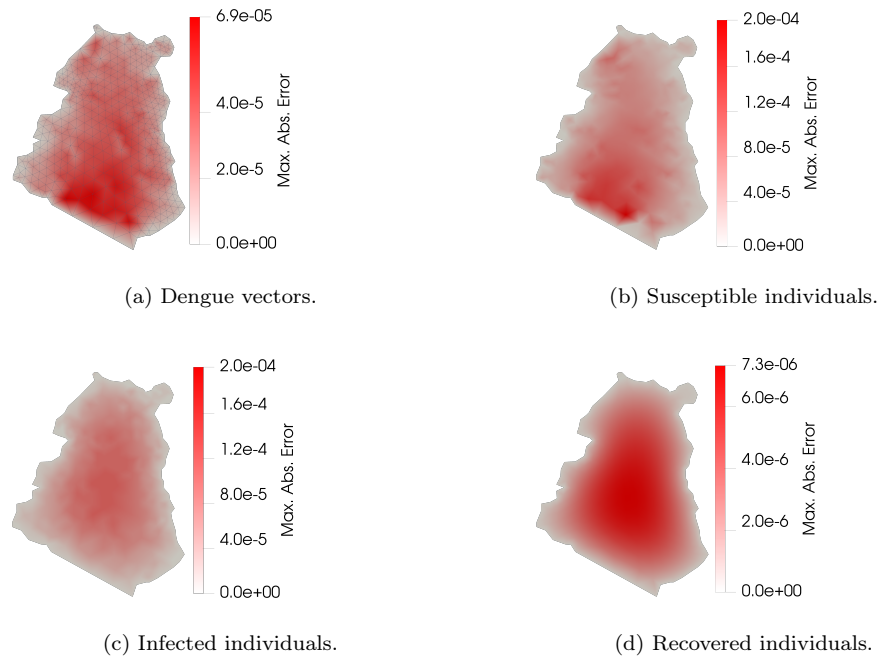 6.9e-05
4.0e-5
2.0e-5
0.0e+00
Max. Abs. Error
(a) Dengue vectors.
2.0e-04
1.6e-4
1.2e-4
8.0e-5
4.0e-5
0.0e+00
Max. Abs. Error
(b) Susceptible individuals.
2.0e-04
1.6e-4
1.2e-4
8.0e-5
4.0e-5
0.0e+00
Max. Abs. Error
(c) Infected individuals.
7.3e-06
6.0e-6
4.0e-6
2.0e-6
0.0e+00
Max. Abs. Error
(d) Recovered individuals.